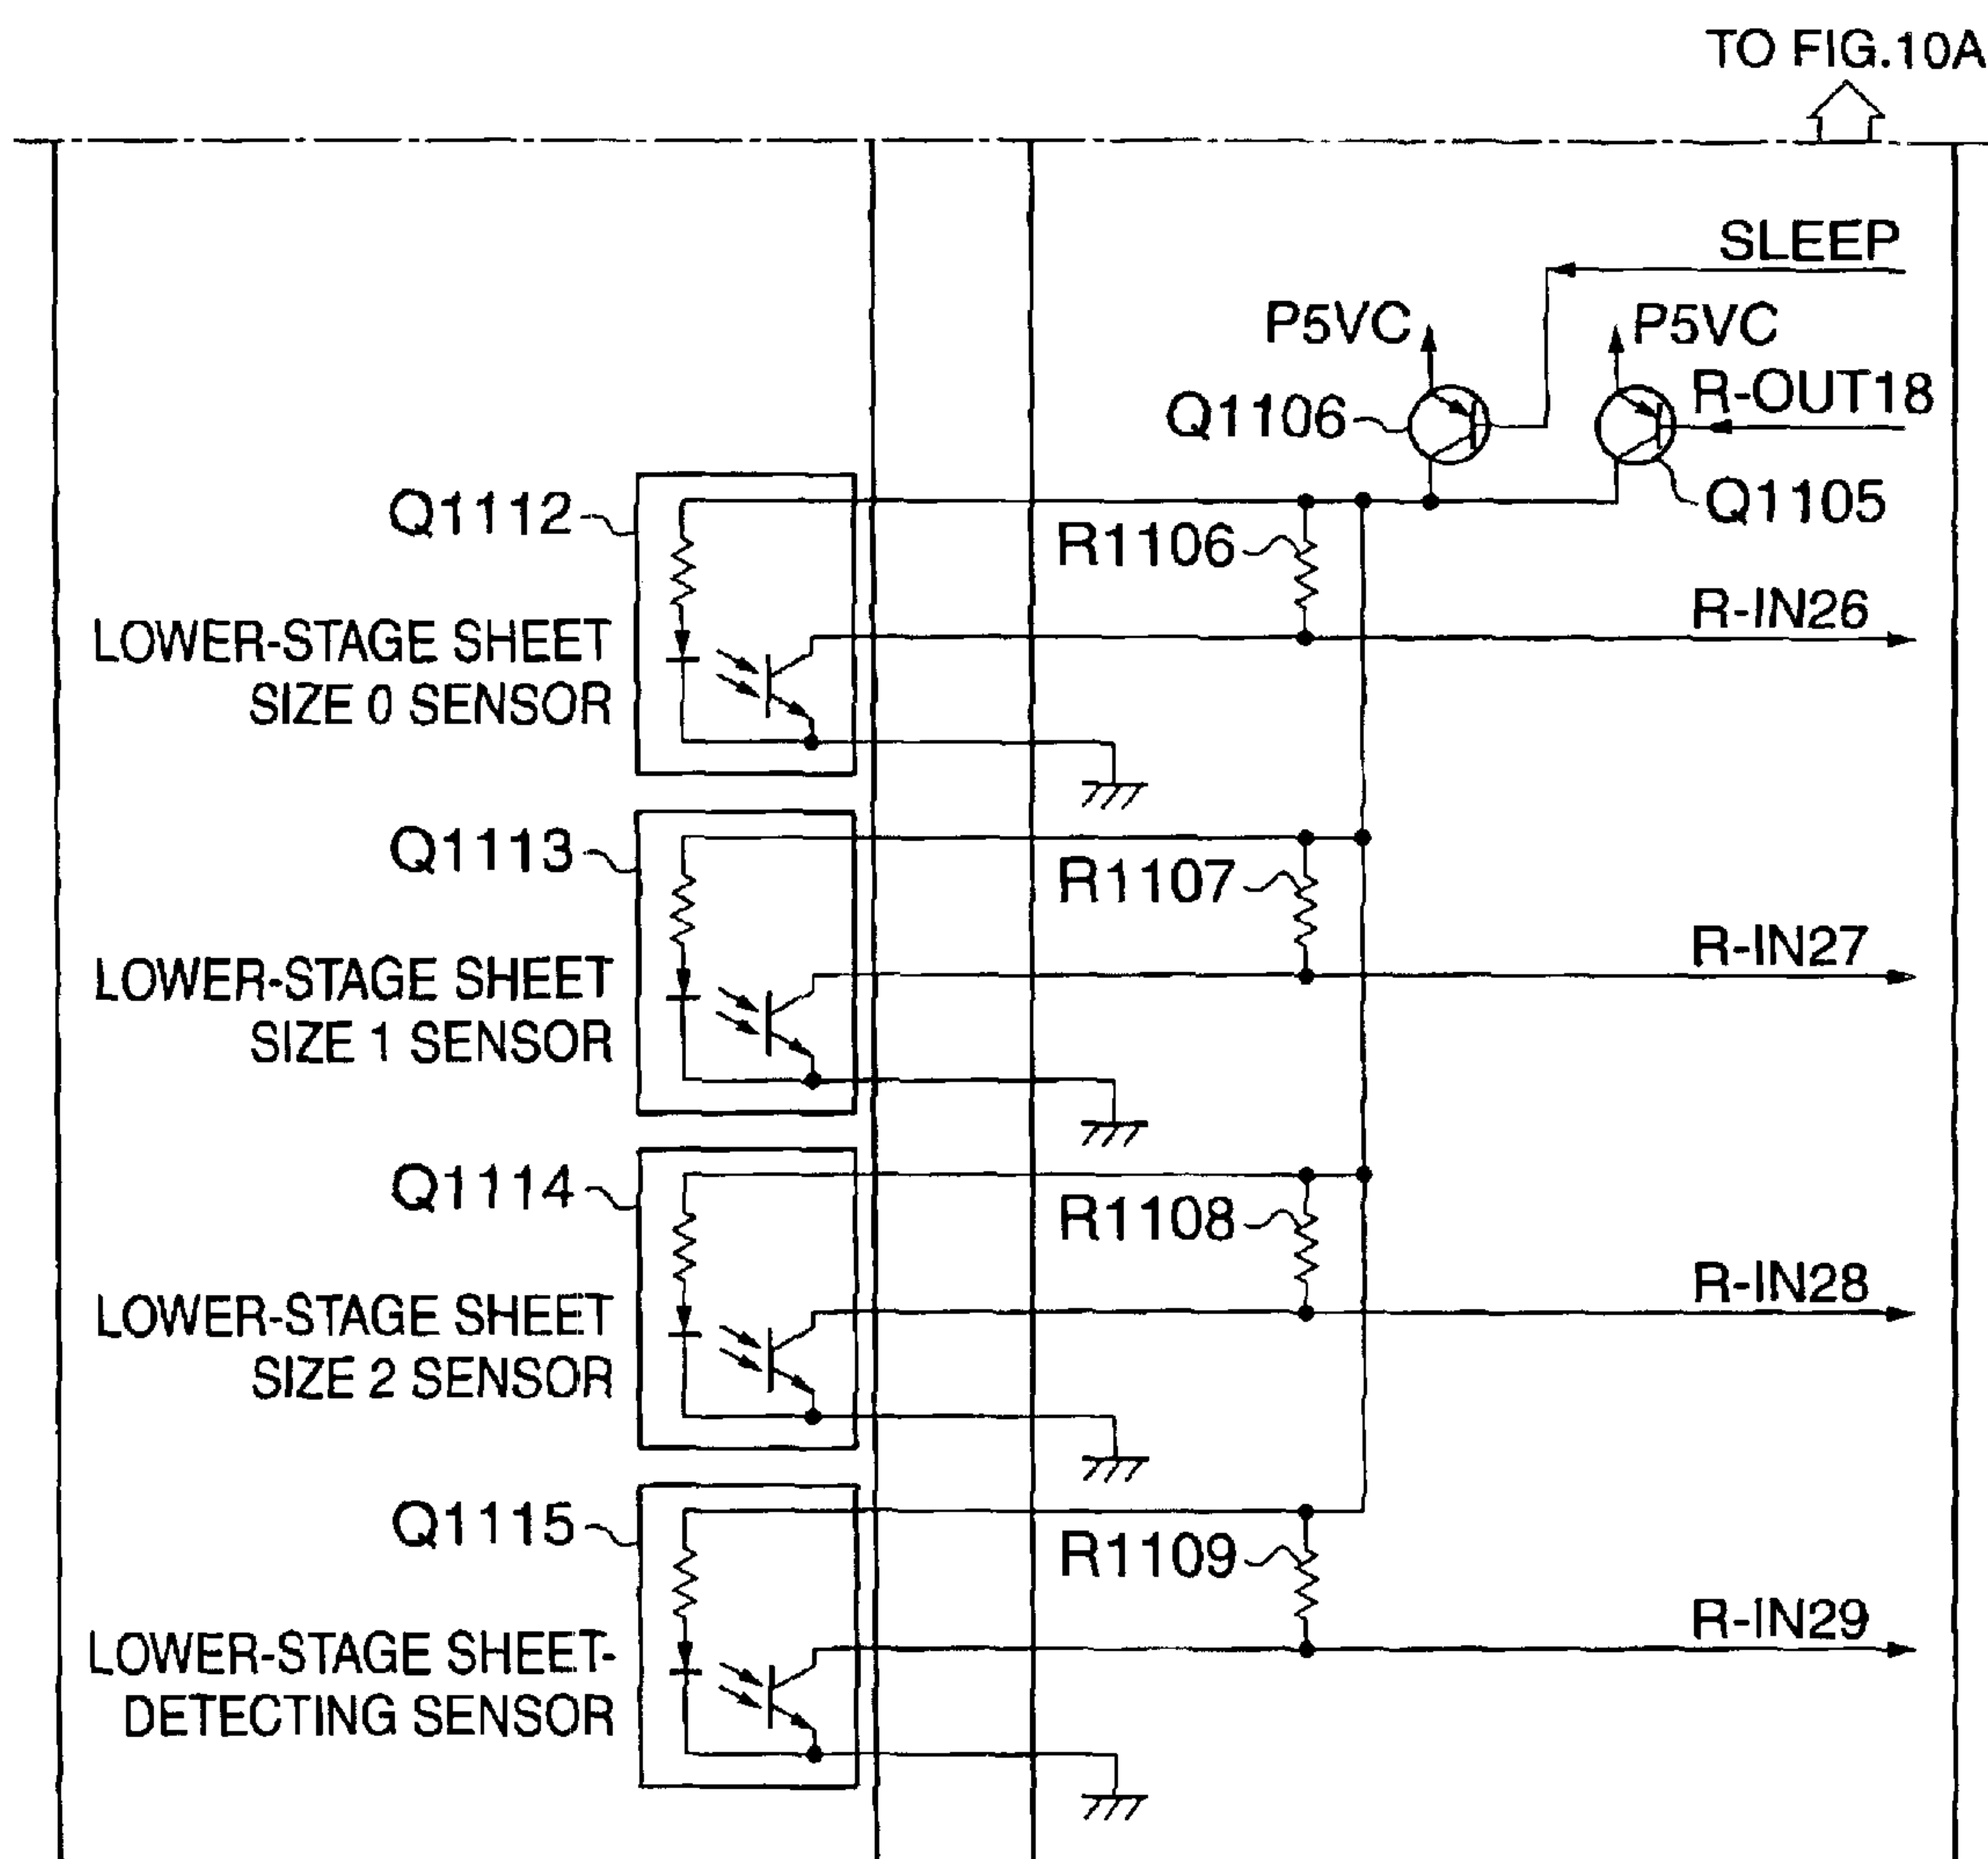 TO FIG.10A
SLEEP
P5VC
P5VC
R-OUT18
Q1106
Q1105
Q1112
R1106
R-IN26
LOWER-STAGE SHEET
SIZE 0 SENSOR
Q1113
R1107
R-IN27
LOWER-STAGE SHEET
SIZE 1 SENSOR
Q1114
R1108
R-IN28
LOWER-STAGE SHEET
SIZE 2 SENSOR
Q1115
R1109
R-IN29
LOWER-STAGE SHEET-
DETECTING SENSOR